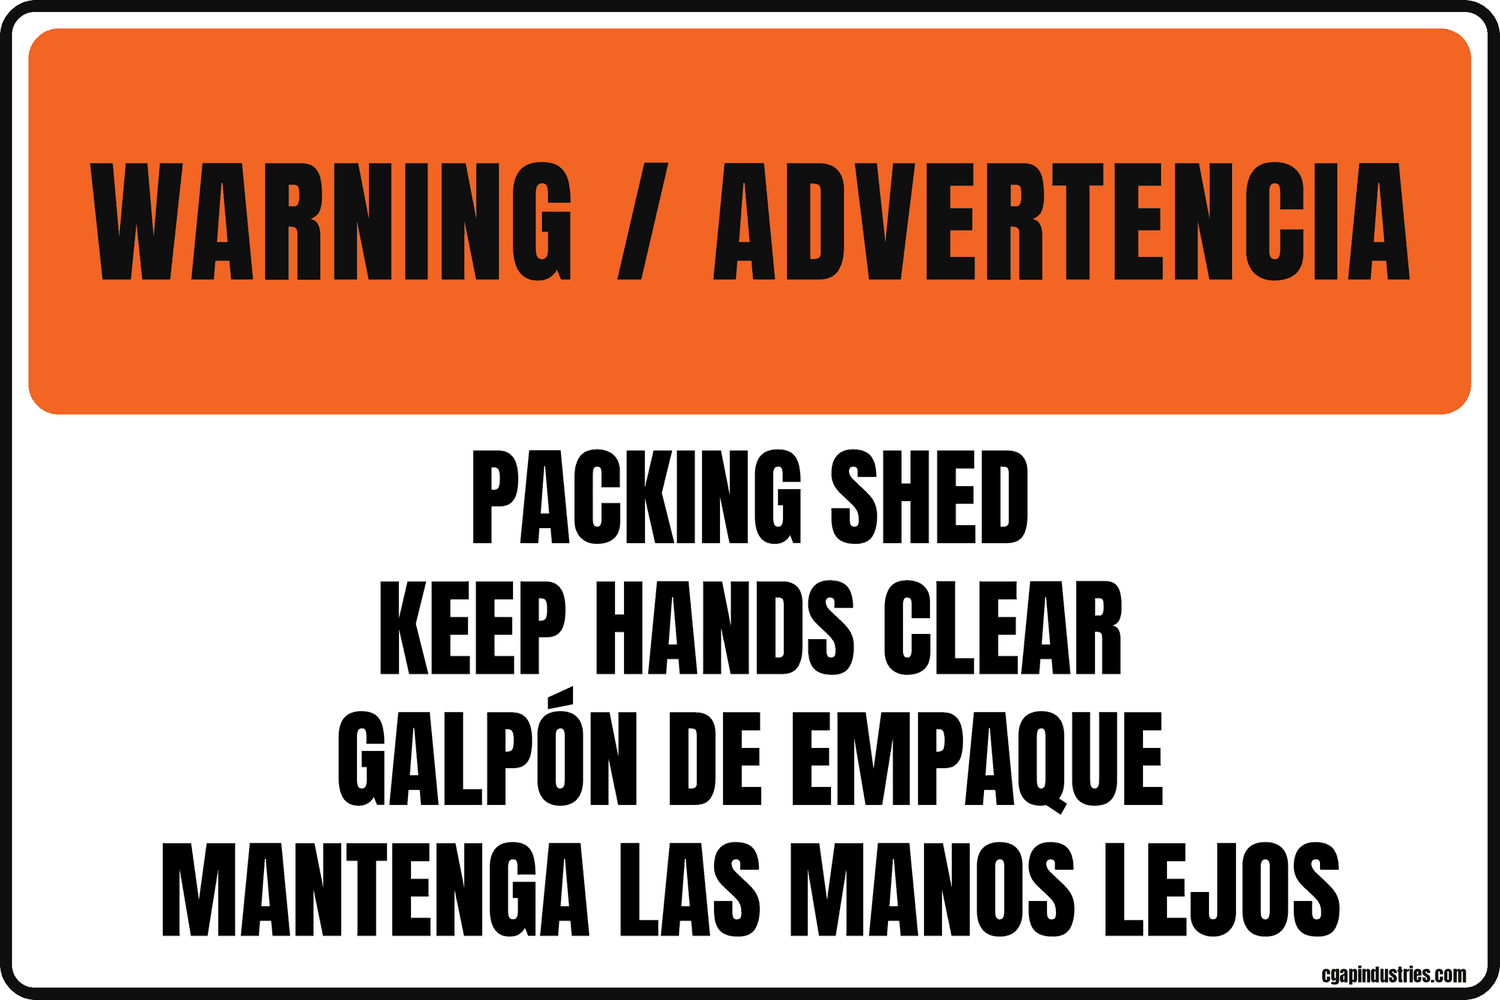 WARNING / ADVERTENCIA
PACKING SHED
KEEP HANDS CLEAR
GALPÓN DE EMPAQUE
MANTENGA LAS MANOS LEJOS
cgapindustries.com